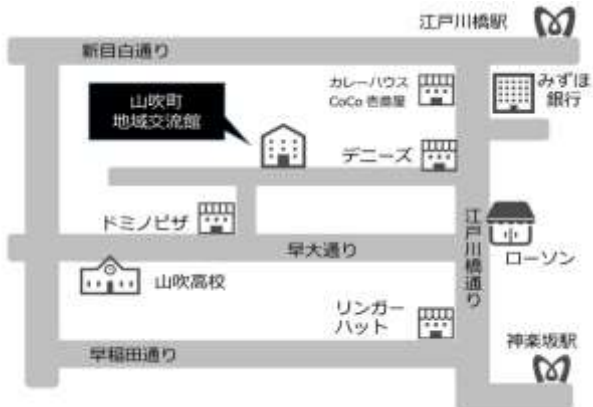 江戸川橋駅
新目白通り
カレーハウス
CoCo 壱番屋
みずほ
銀行
山吹町
地域交流館
デニーズ
ドミノピザ
江戸川橋通り
早大通り
ローソン
山吹高校
リンガー
ハット
神楽坂駅
早稲田通り